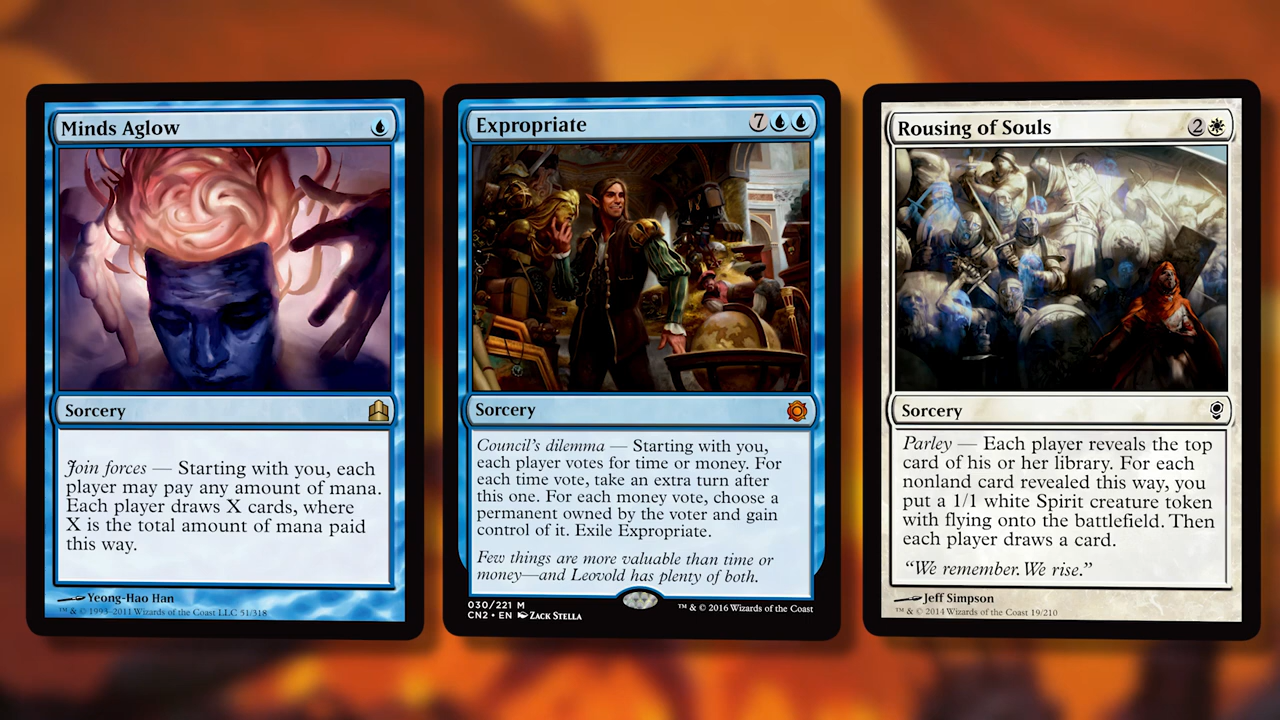 Minds Aglow
Sorcery
Join forces — Starting with you, each
player may pay any amount of mana.
Each player draws X cards, where
X is the total amount of mana paid
this way.
Yeong-Hao Han
™ & © 1993–2011 Wizards of the Coast LLC 51/318
Expropriate 7
Sorcery
Council's dilemma — Starting with you,
each player votes for time or money. For
each time vote, take an extra turn after
this one. For each money vote, choose a
permanent owned by the voter and gain
control of it. Exile Expropriate.
Few things are more valuable than time or
money—and Leovold has plenty of both.
030/221 M
CN2 • EN Zack Stella
™ & © 2016 Wizards of the Coast
Rousing of Souls 2
Sorcery
Parley — Each player reveals the top
card of his or her library. For each
nonland card revealed this way, you
put a 1/1 white Spirit creature token
with flying onto the battlefield. Then
each player draws a card.
“We remember. We rise.”
Jeff Simpson
™ & © 2014 Wizards of the Coast 19/210